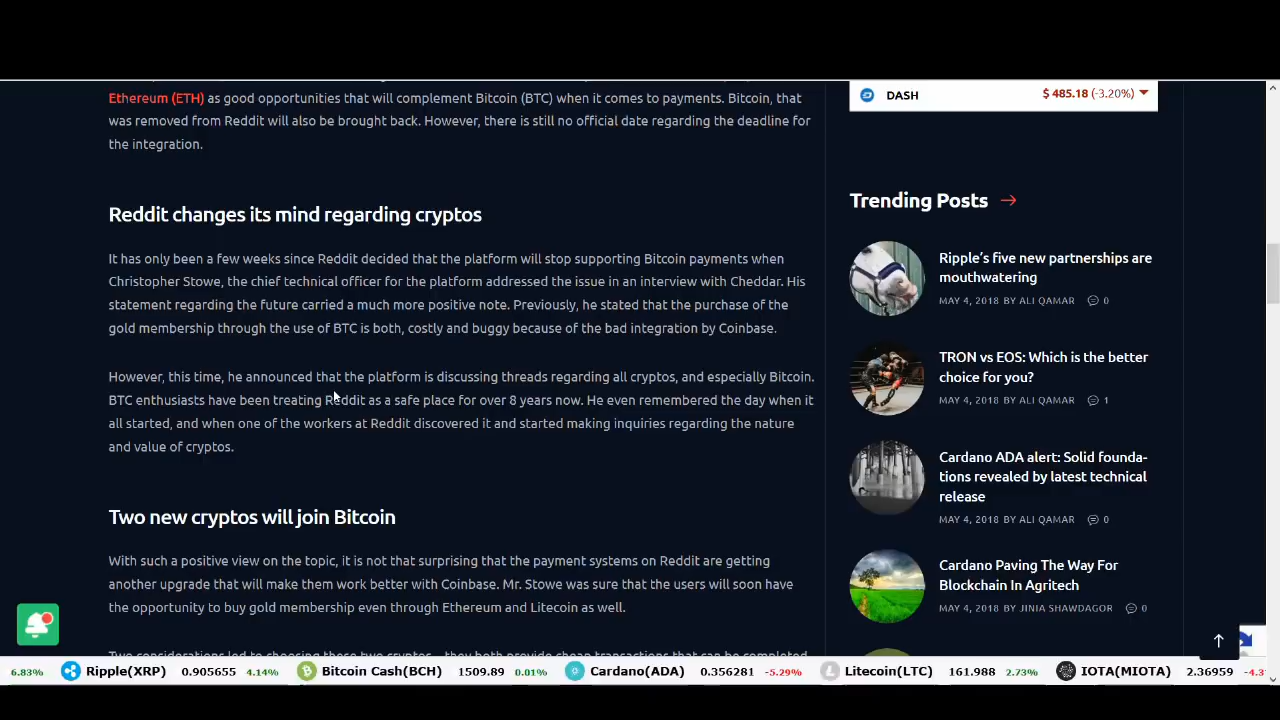 Ethereum (ETH) as good opportunities that will complement Bitcoin (BTC) when it comes to payments. Bitcoin, that
was removed from Reddit will also be brought back. However, there is still no official date regarding the deadline for
the integration.
Reddit changes its mind regarding cryptos
It has only been a few weeks since Reddit decided that the platform will stop supporting Bitcoin payments when
Christopher Stowe, the chief technical officer for the platform addressed the issue in an interview with Cheddar. His
statement regarding the future carried a much more positive note. Previously, he stated that the purchase of the
gold membership through the use of BTC is both, costly and buggy because of the bad integration by Coinbase.
However, this time, he announced that the platform is discussing threads regarding all cryptos, and especially Bitcoin.
BTC enthusiasts have been treating Reddit as a safe place for over 8 years now. He even remembered the day when it
all started, and when one of the workers at Reddit discovered it and started making inquiries regarding the nature
and value of cryptos.
Two new cryptos will join Bitcoin
With such a positive view on the topic, it is not that surprising that the payment systems on Reddit are getting
another upgrade that will make them work better with Coinbase. Mr. Stowe was sure that the users will soon have
the opportunity to buy gold membership even through Ethereum and Litecoin as well.
Two considerations led to choosing these two cryptos – they both provide cheap transactions that can be completed
DASH $ 485.18 (-3.20%)
Trending Posts
Ripple's five new partnerships are
mouthwatering
MAY 4, 2018 BY ALI QAMAR 0
TRON vs EOS: Which is the better
choice for you?
MAY 4, 2018 BY ALI QAMAR 1
Cardano ADA alert: Solid founda-
tions revealed by latest technical
release
MAY 4, 2018 BY ALI QAMAR 0
Cardano Paving The Way For
Blockchain In Agritech
MAY 4, 2018 BY JINIA SHAWDAGOR 0
6.83% Ripple(XRP) 0.905655 4.14% Bitcoin Cash(BCH) 1509.89 0.01% Cardano(ADA) 0.356281 -5.29% Litecoin(LTC) 161.988 2.73% IOTA(MIOTA) 2.36959 -4.3